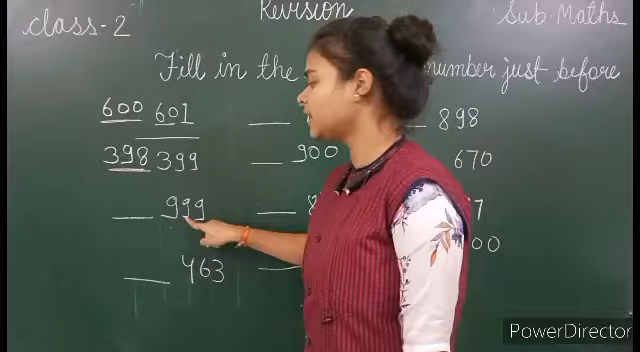 class-2 Revision Sub. Maths
Fill in the number just before
600 601 ___ 898
398 399 ___ 900 670
___ 999 ___ 8
___ 463 ___ 00
PowerDirector